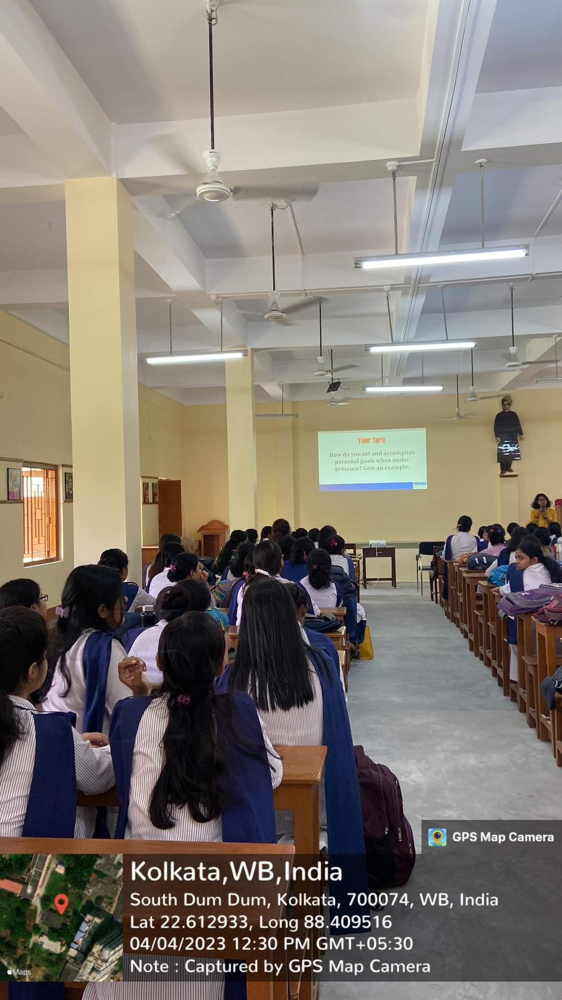 Your turn
How do you set and accomplish
personal goals when under
pressure? Give an example.
GPS Map Camera
Kolkata,WB,India
South Dum Dum, Kolkata, 700074, WB, India
Lat 22.612933, Long 88.409516
04/04/2023 12:30 PM GMT+05:30
Note : Captured by GPS Map Camera
Maps